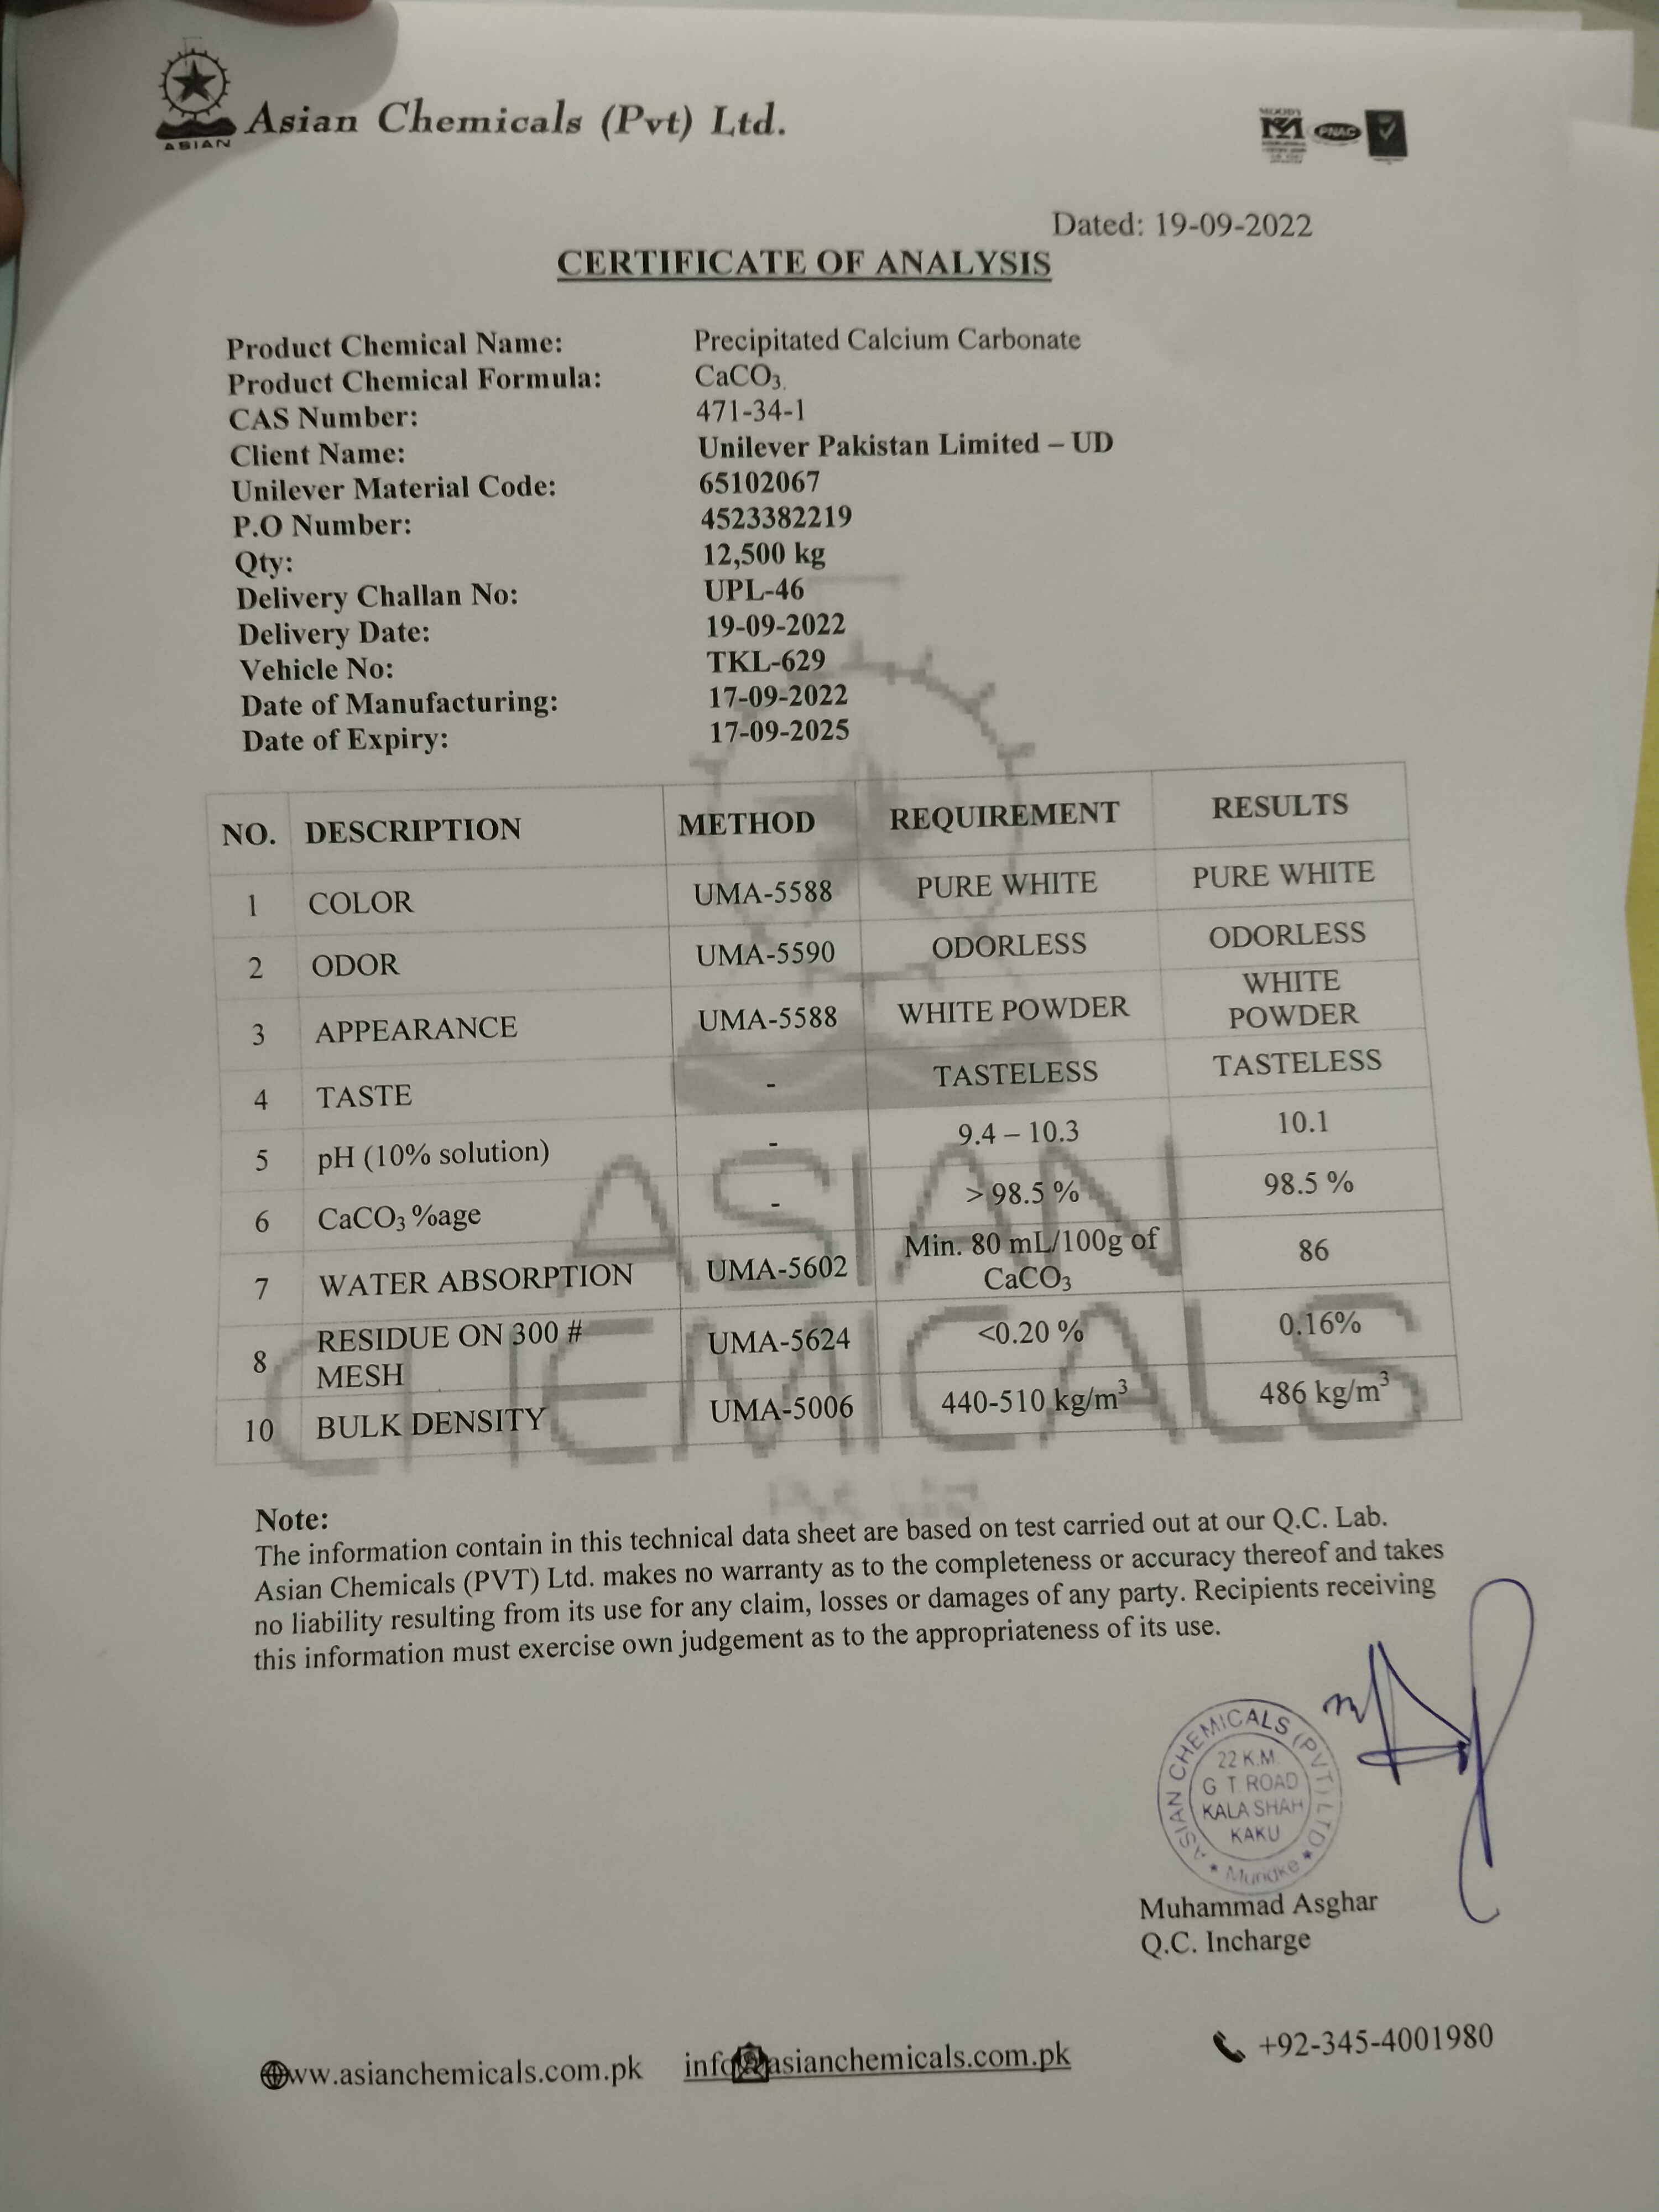 Asian Chemicals (Pvt) Ltd.
ASIAN
MOODY
PNAC
Dated: 19-09-2022
CERTIFICATE OF ANALYSIS
Product Chemical Name: Precipitated Calcium Carbonate
Product Chemical Formula: CaCO₃.
CAS Number: 471-34-1
Client Name: Unilever Pakistan Limited – UD
Unilever Material Code: 65102067
P.O Number: 4523382219
Qty: 12,500 kg
Delivery Challan No: UPL-46
Delivery Date: 19-09-2022
Vehicle No: TKL-629
Date of Manufacturing: 17-09-2022
Date of Expiry: 17-09-2025
NO. DESCRIPTION METHOD REQUIREMENT RESULTS
1 COLOR UMA-5588 PURE WHITE PURE WHITE
2 ODOR UMA-5590 ODORLESS ODORLESS
3 APPEARANCE UMA-5588 WHITE POWDER WHITE
POWDER
4 TASTE - TASTELESS TASTELESS
5 pH (10% solution) - 9.4 – 10.3 10.1
6 CaCO₃ %age - > 98.5 % 98.5 %
7 WATER ABSORPTION UMA-5602 Min. 80 mL/100g of
CaCO₃ 86
8 RESIDUE ON 300 #
MESH UMA-5624 <0.20 % 0.16%
10 BULK DENSITY UMA-5006 440-510 kg/m³ 486 kg/m³
ASIAN
CHEMICALS
Pvt Ltd.
Note:
The information contain in this technical data sheet are based on test carried out at our Q.C. Lab.
Asian Chemicals (PVT) Ltd. makes no warranty as to the completeness or accuracy thereof and takes
no liability resulting from its use for any claim, losses or damages of any party. Recipients receiving
this information must exercise own judgement as to the appropriateness of its use.
ASIAN CHEMICALS (PVT) LTD
22 K.M.
G T ROAD
KALA SHAH
KAKU
Muridke
Muhammad Asghar
Q.C. Incharge
ww.asianchemicals.com.pk info@asianchemicals.com.pk +92-345-4001980